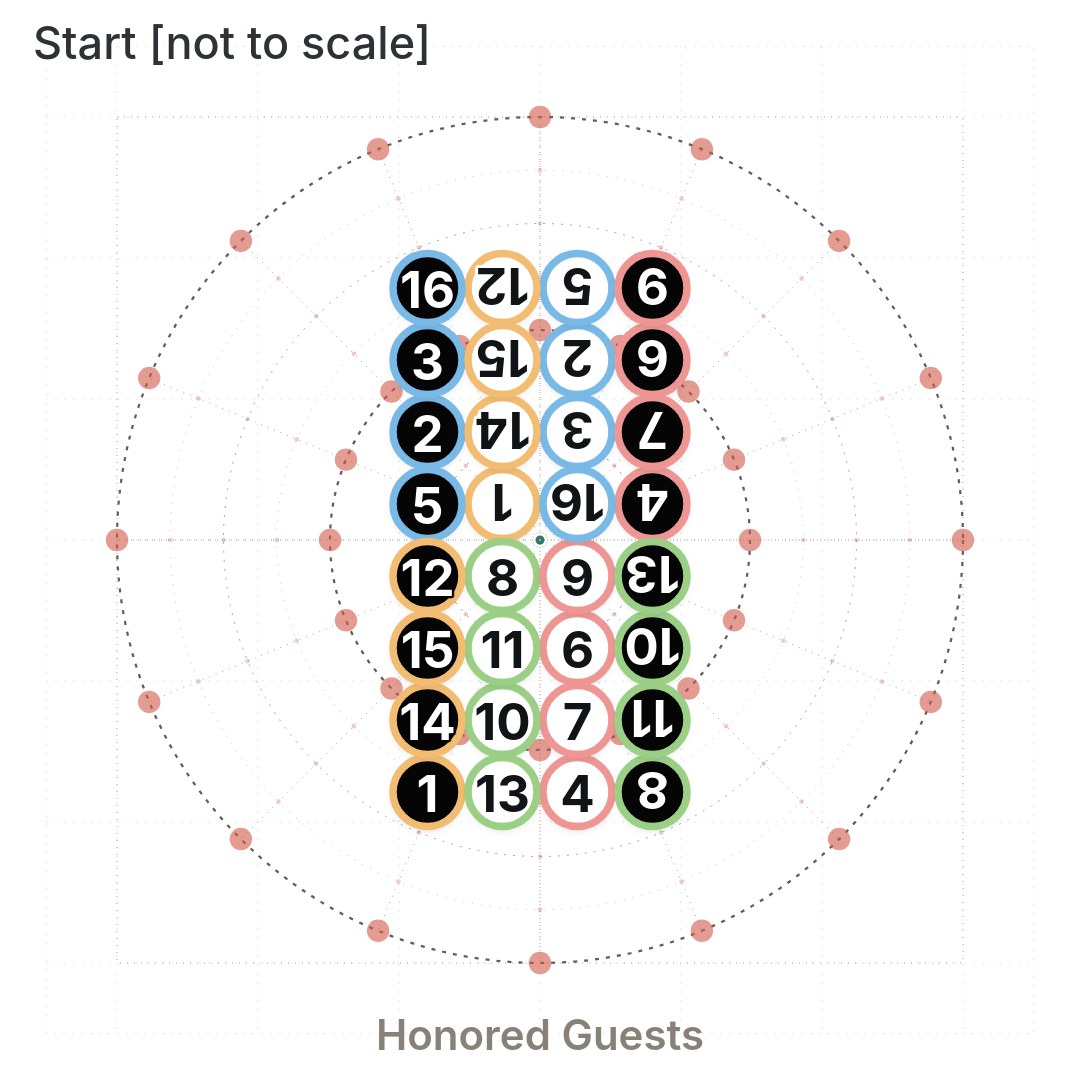 Start [not to scale]
16 12 5 9
3 15 2 6
2 14 3 7
5 1 16 4
12 8 9 13
15 11 6 10
14 10 7 11
1 13 4 8
Honored Guests